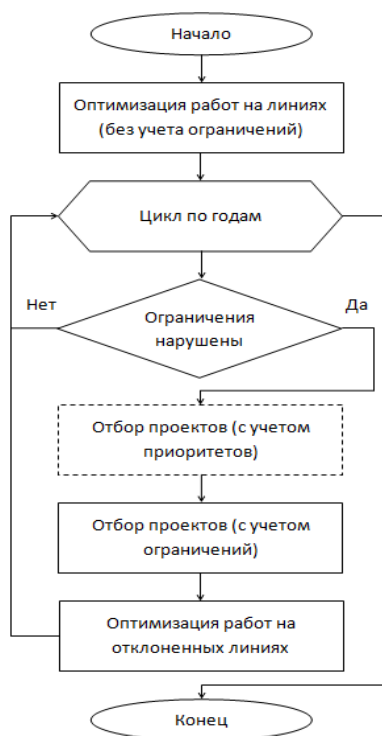 Начало
Оптимизация работ на линиях
(без учета ограничений)
Цикл по годам
Нет
Да
Ограничения
нарушены
Отбор проектов (с учетом
приоритетов)
Отбор проектов (с учетом
ограничений)
Оптимизация работ на
отклоненных линиях
Конец